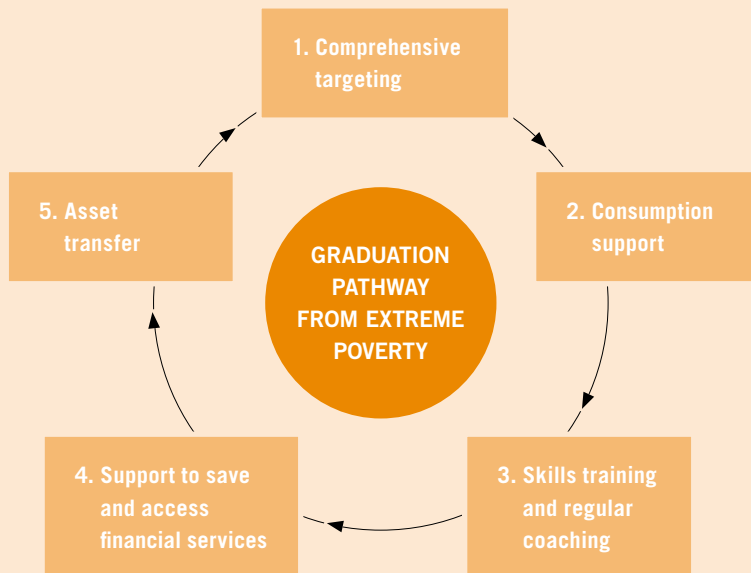 1. Comprehensive
targeting
2. Consumption
support
3. Skills training
and regular
coaching
4. Support to save
and access
financial services
5. Asset
transfer
GRADUATION
PATHWAY
FROM EXTREME
POVERTY